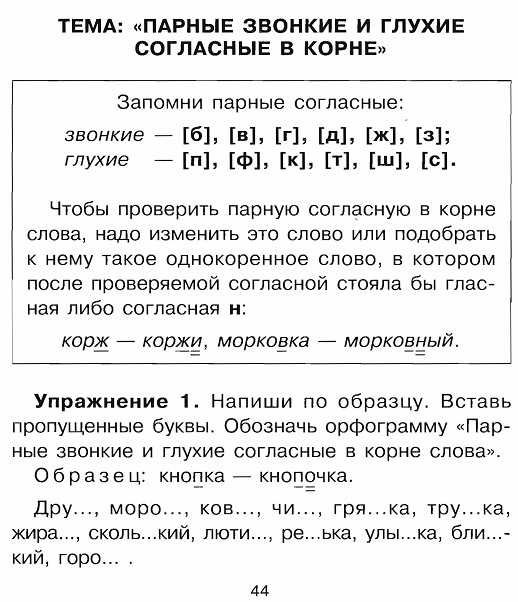 ТЕМА: «ПАРНЫЕ ЗВОНКИЕ И ГЛУХИЕ
СОГЛАСНЫЕ В КОРНЕ»
Запомни парные согласные:
звонкие — [б], [в], [г], [д], [ж], [з];
глухие — [п], [ф], [к], [т], [ш], [с].
Чтобы проверить парную согласную в корне
слова, надо изменить это слово или подобрать
к нему такое однокоренное слово, в котором
после проверяемой согласной стояла бы глас-
ная либо согласная н:
корж — коржи, морковка — морковный.
Упражнение 1. Напиши по образцу. Вставь
пропущенные буквы. Обозначь орфограмму «Пар-
ные звонкие и глухие согласные в корне слова».
Образец: кнопка — кнопочка.
Дру..., моро..., ков..., чи..., гря...ка, тру...ка,
жира..., сколь...кий, люти..., ре...ька, улы...ка, бли...-
кий, горо... .
44